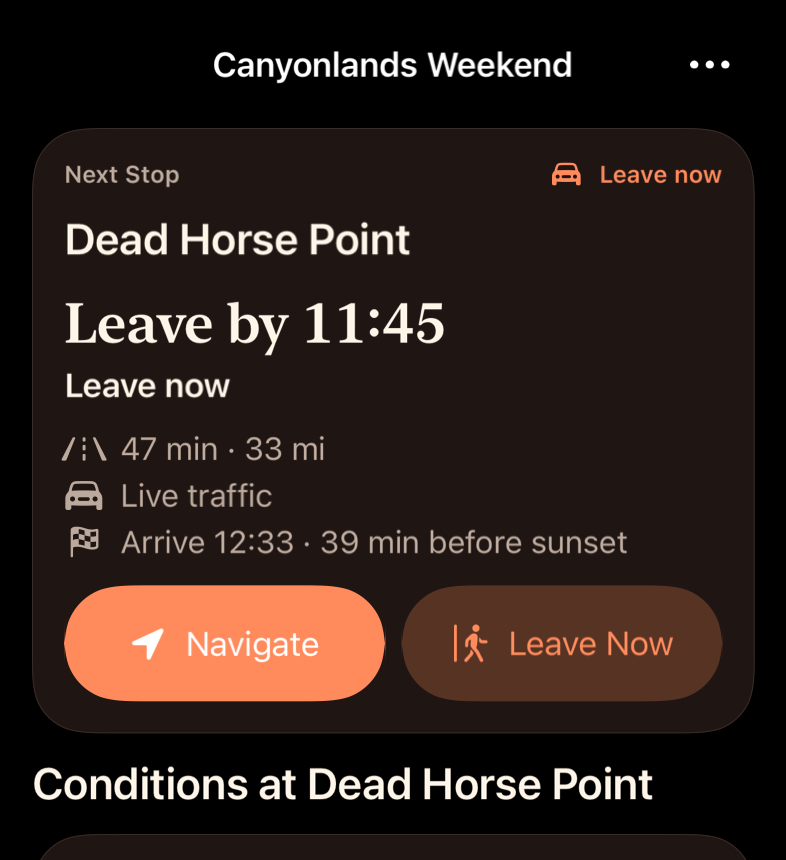 Canyonlands Weekend
Next Stop Leave now
Dead Horse Point
Leave by 11:45
Leave now
47 min · 33 mi
Live traffic
Arrive 12:33 · 39 min before sunset
Navigate Leave Now
Conditions at Dead Horse Point